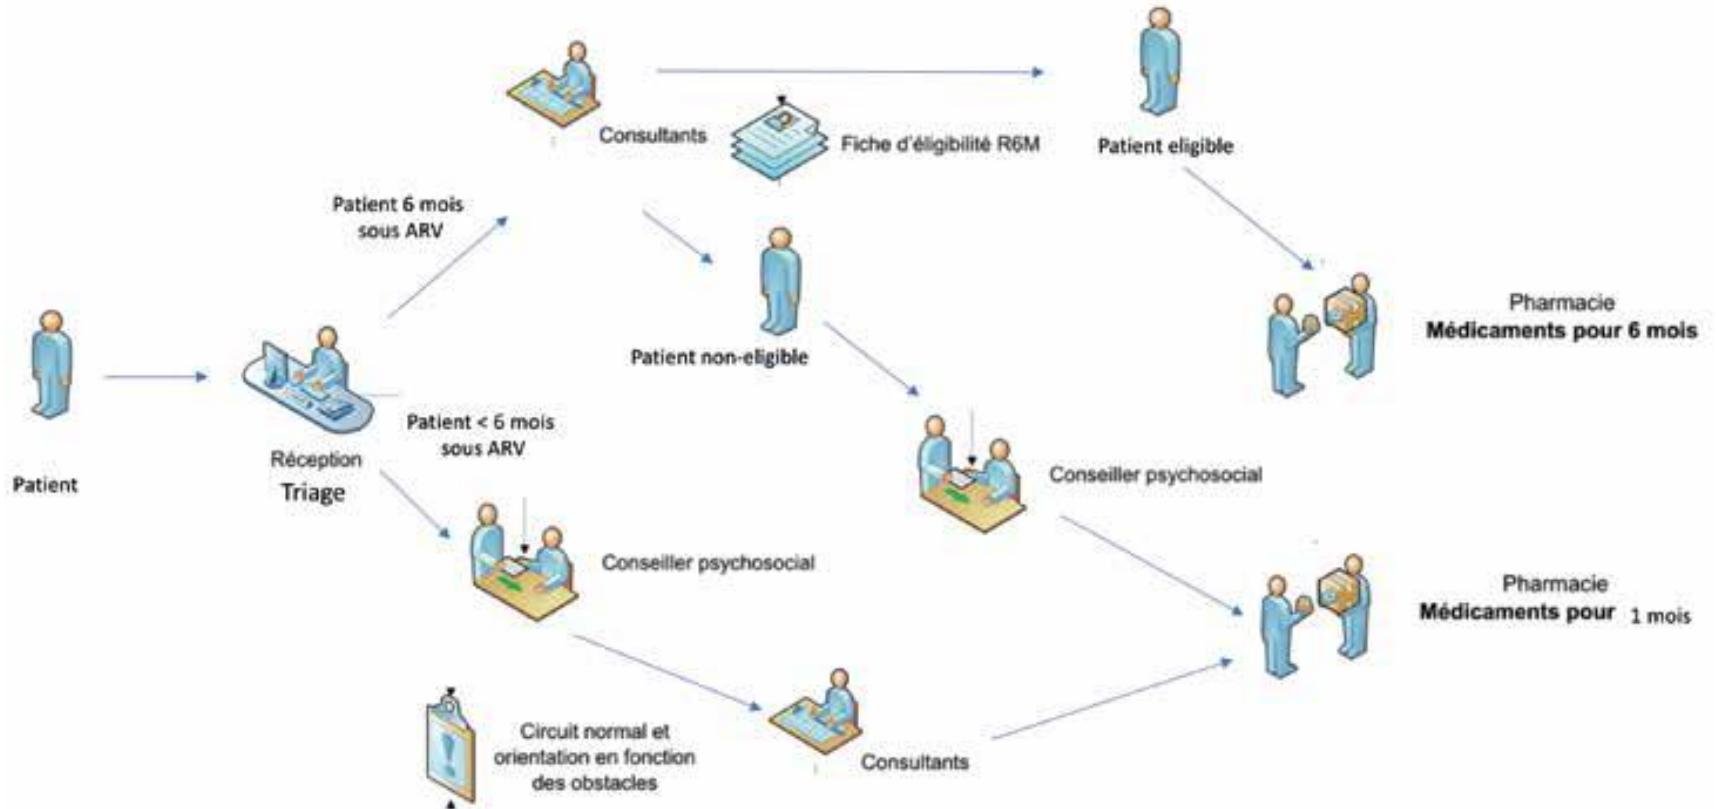 Consultants
Fiche d'éligibilité R6M
Patient eligible
Patient 6 mois
sous ARV
Patient non-eligible
Pharmacie
Médicaments pour 6 mois
Patient < 6 mois
sous ARV
Réception
Triage
Patient
Conseiller psychosocial
Conseiller psychosocial
Pharmacie
Médicaments pour 1 mois
Circuit normal et
orientation en fonction
des obstacles
Consultants